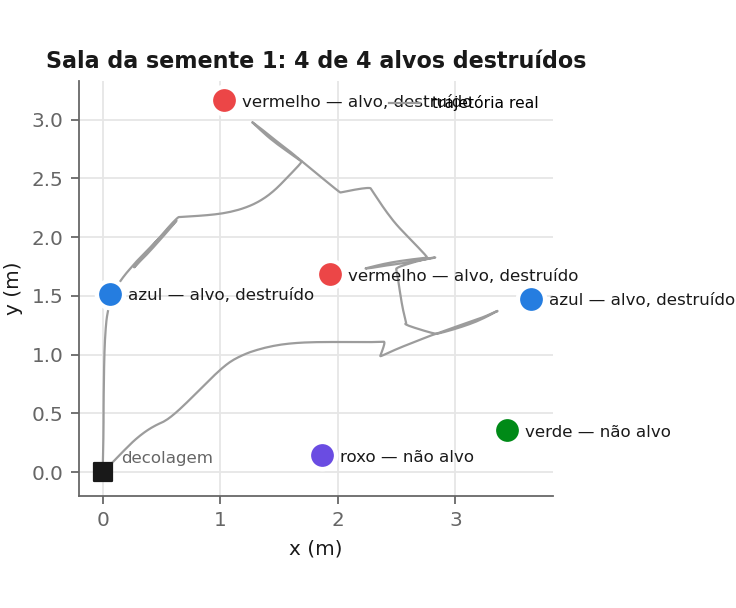 Sala da semente 1: 4 de 4 alvos destruídos
vermelho — alvo, destruído
trajetória real
3.0
2.5
2.0
vermelho — alvo, destruído
1.5
azul — alvo, destruído
azul — alvo, destruído
1.0
0.5
verde — não alvo
roxo — não alvo
decolagem
0.0
0
1
2
3
x (m)
y (m)